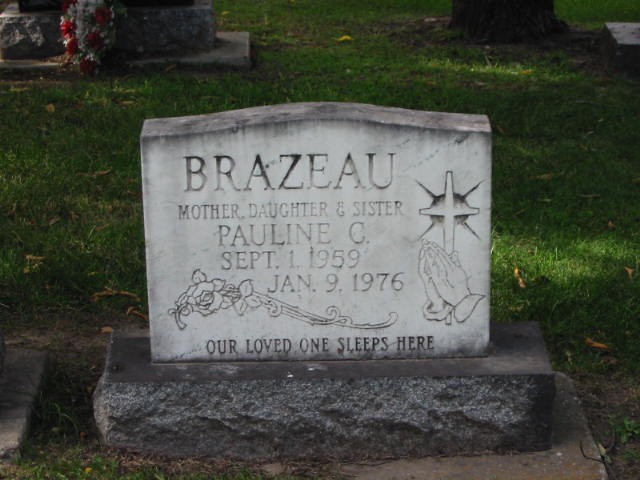 BRAZEAU
MOTHER, DAUGHTER & SISTER
PAULINE C.
SEPT. 1, 1959
JAN. 9, 1976
OUR LOVED ONE SLEEPS HERE